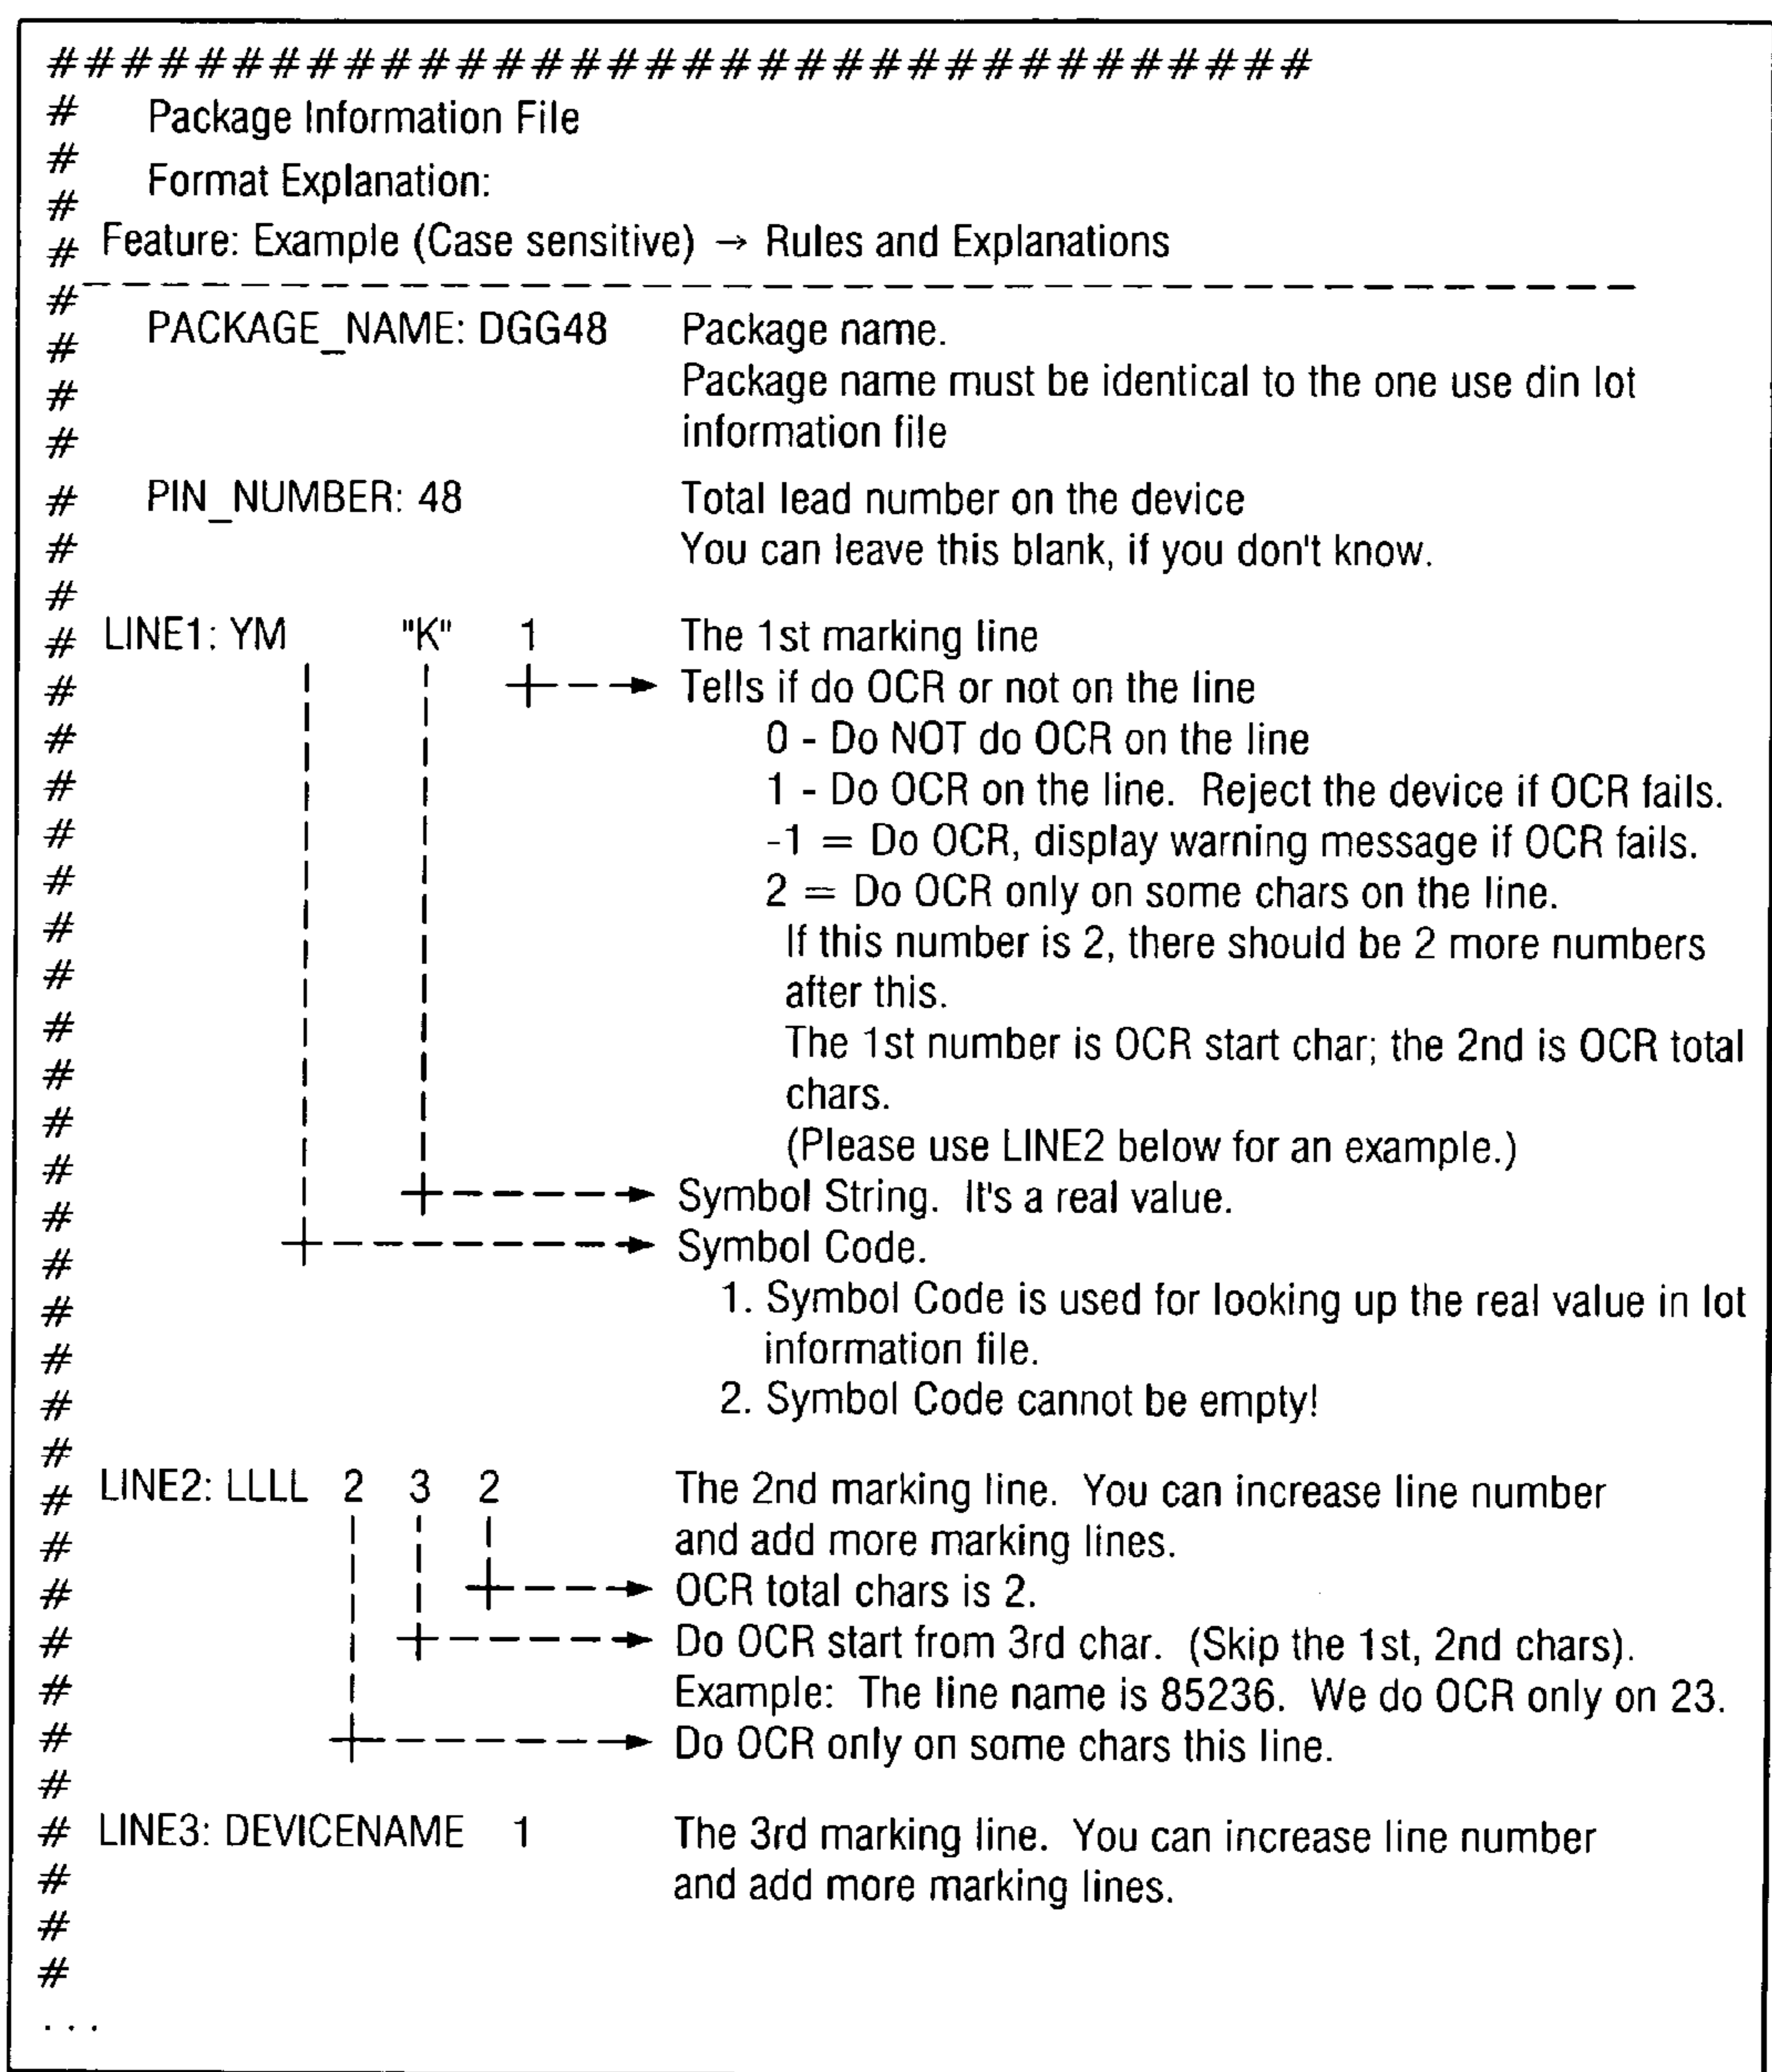 ##################################
# Package Information File
#
# Format Explanation:
# Feature: Example (Case sensitive) → Rules and Explanations
# - - - - - - - - - - - - - - - - - - - - - - - - - - - - - - - - - - - - - - - -
# PACKAGE_NAME: DGG48 Package name.
# Package name must be identical to the one use din lot
# information file
# PIN_NUMBER: 48 Total lead number on the device
# You can leave this blank, if you don't know.
#
# LINE1: YM "K" 1 The 1st marking line
# Tells if do OCR or not on the line
# 0 - Do NOT do OCR on the line
# 1 - Do OCR on the line. Reject the device if OCR fails.
# -1 = Do OCR, display warning message if OCR fails.
# 2 = Do OCR only on some chars on the line.
# If this number is 2, there should be 2 more numbers
# after this.
# The 1st number is OCR start char; the 2nd is OCR total
# chars.
# (Please use LINE2 below for an example.)
# Symbol String. It's a real value.
# Symbol Code.
# 1. Symbol Code is used for looking up the real value in lot
# information file.
# 2. Symbol Code cannot be empty!
#
# LINE2: LLLL 2 3 2 The 2nd marking line. You can increase line number
# and add more marking lines.
# OCR total chars is 2.
# Do OCR start from 3rd char. (Skip the 1st, 2nd chars).
# Example: The line name is 85236. We do OCR only on 23.
# Do OCR only on some chars this line.
#
# LINE3: DEVICENAME 1 The 3rd marking line. You can increase line number
# and add more marking lines.
#
#
. . .